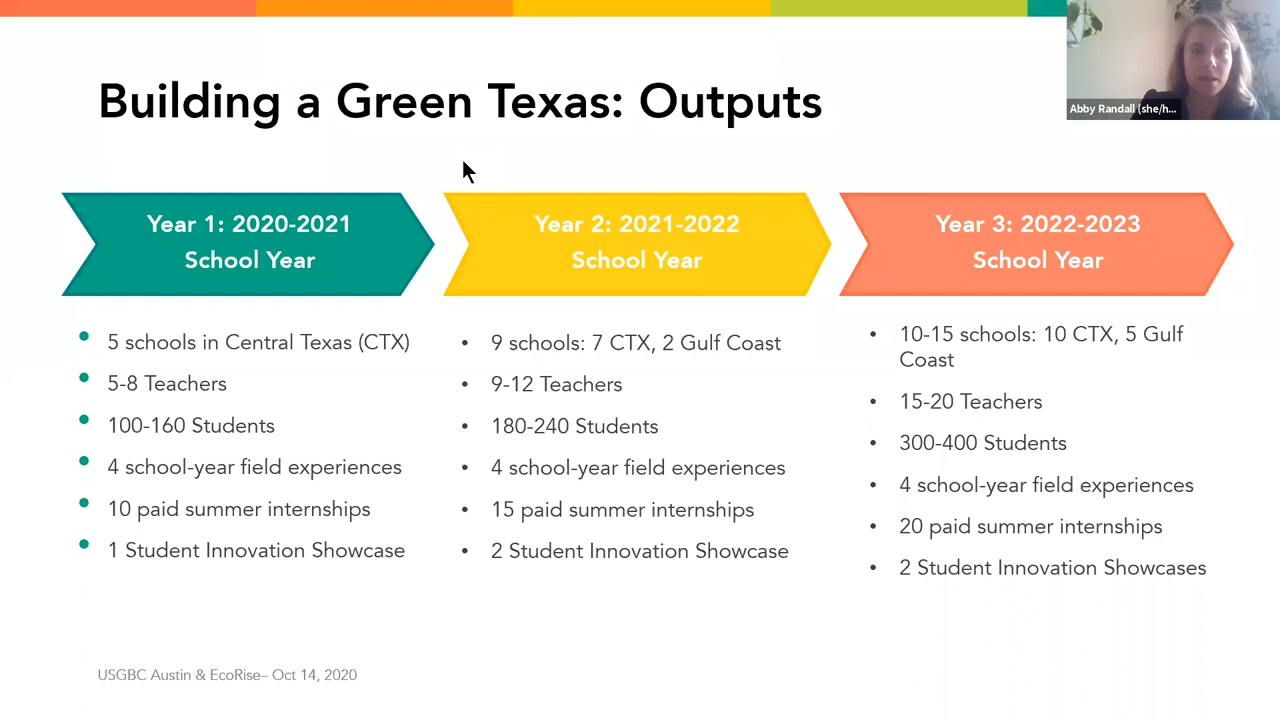 Abby Randall (she/h...
Building a Green Texas: Outputs
Year 1: 2020-2021
School Year
5 schools in Central Texas (CTX)
5-8 Teachers
100-160 Students
4 school-year field experiences
10 paid summer internships
1 Student Innovation Showcase
Year 2: 2021-2022
School Year
9 schools: 7 CTX, 2 Gulf Coast
9-12 Teachers
180-240 Students
4 school-year field experiences
15 paid summer internships
2 Student Innovation Showcase
Year 3: 2022-2023
School Year
10-15 schools: 10 CTX, 5 Gulf
Coast
15-20 Teachers
300-400 Students
4 school-year field experiences
20 paid summer internships
2 Student Innovation Showcases
USGBC Austin & EcoRise– Oct 14, 2020